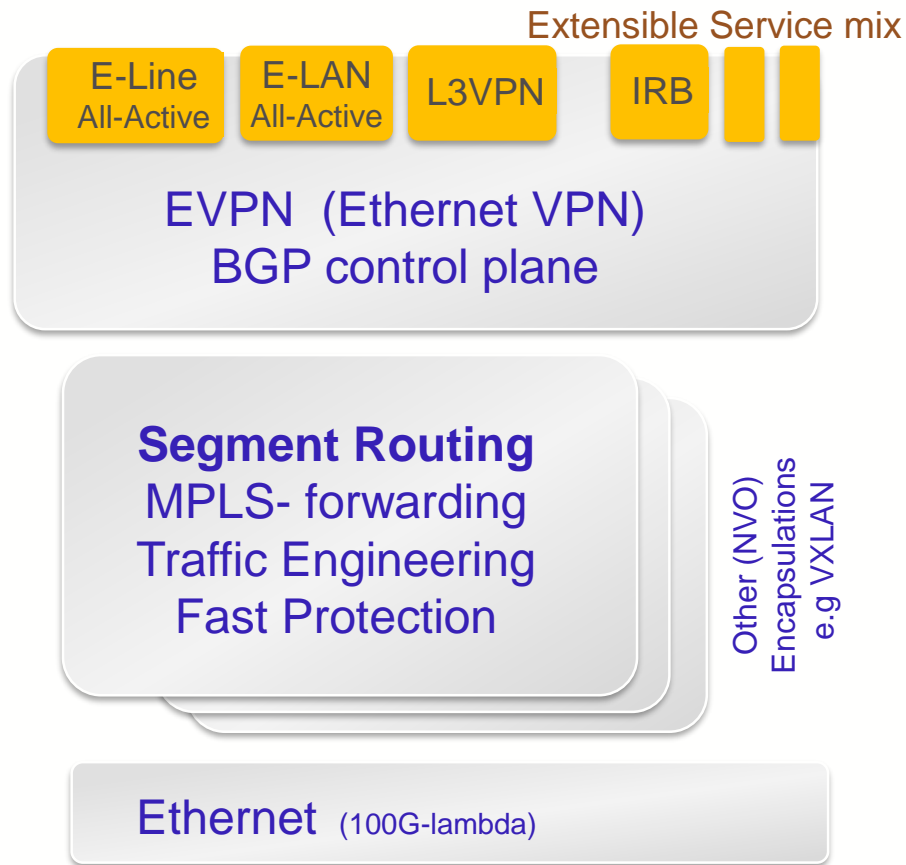 Extensible Service mix
E-Line
All-Active
E-LAN
All-Active
L3VPN
IRB
EVPN (Ethernet VPN)
BGP control plane
Segment Routing
MPLS- forwarding
Traffic Engineering
Fast Protection
Other (NVO)
Encapsulations
e.g VXLAN
Ethernet (100G-lambda)